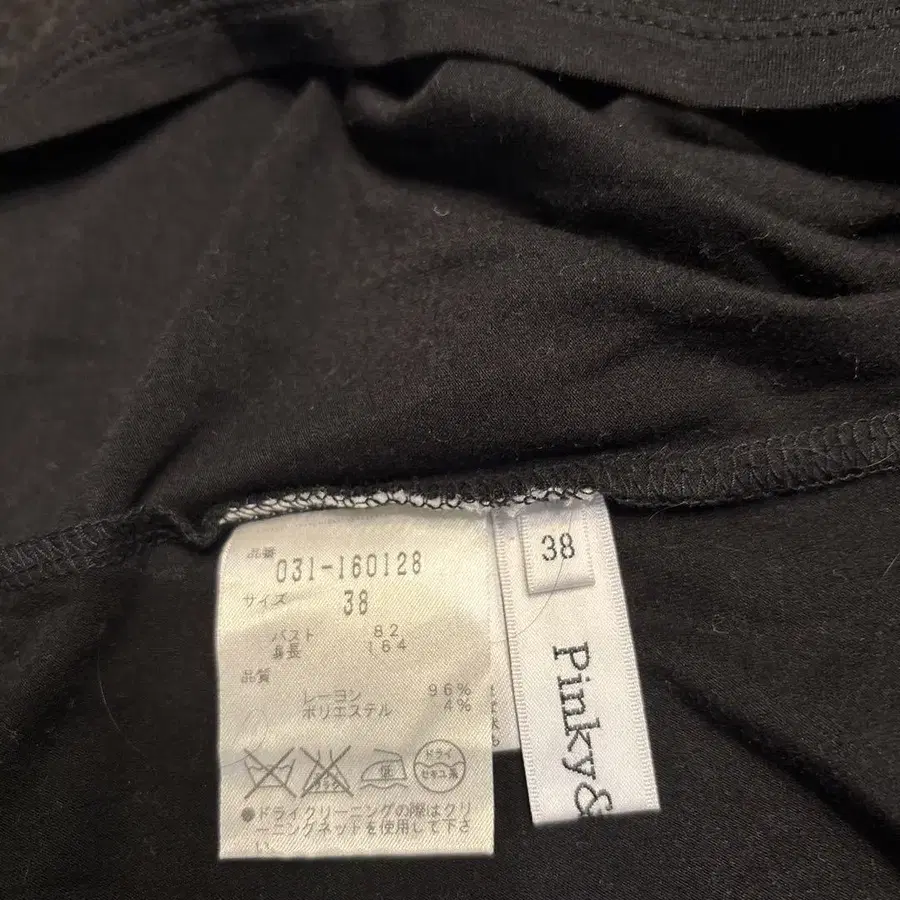 品番
031-160128
サイズ
38
バスト 82
身長 164
品質
レーヨン 96%
ポリエステル 4%
ドライ
セキユ系
●ドライクリーニングの際はクリ
ーニングネットを使用して下さ
い。
38
Pinky&